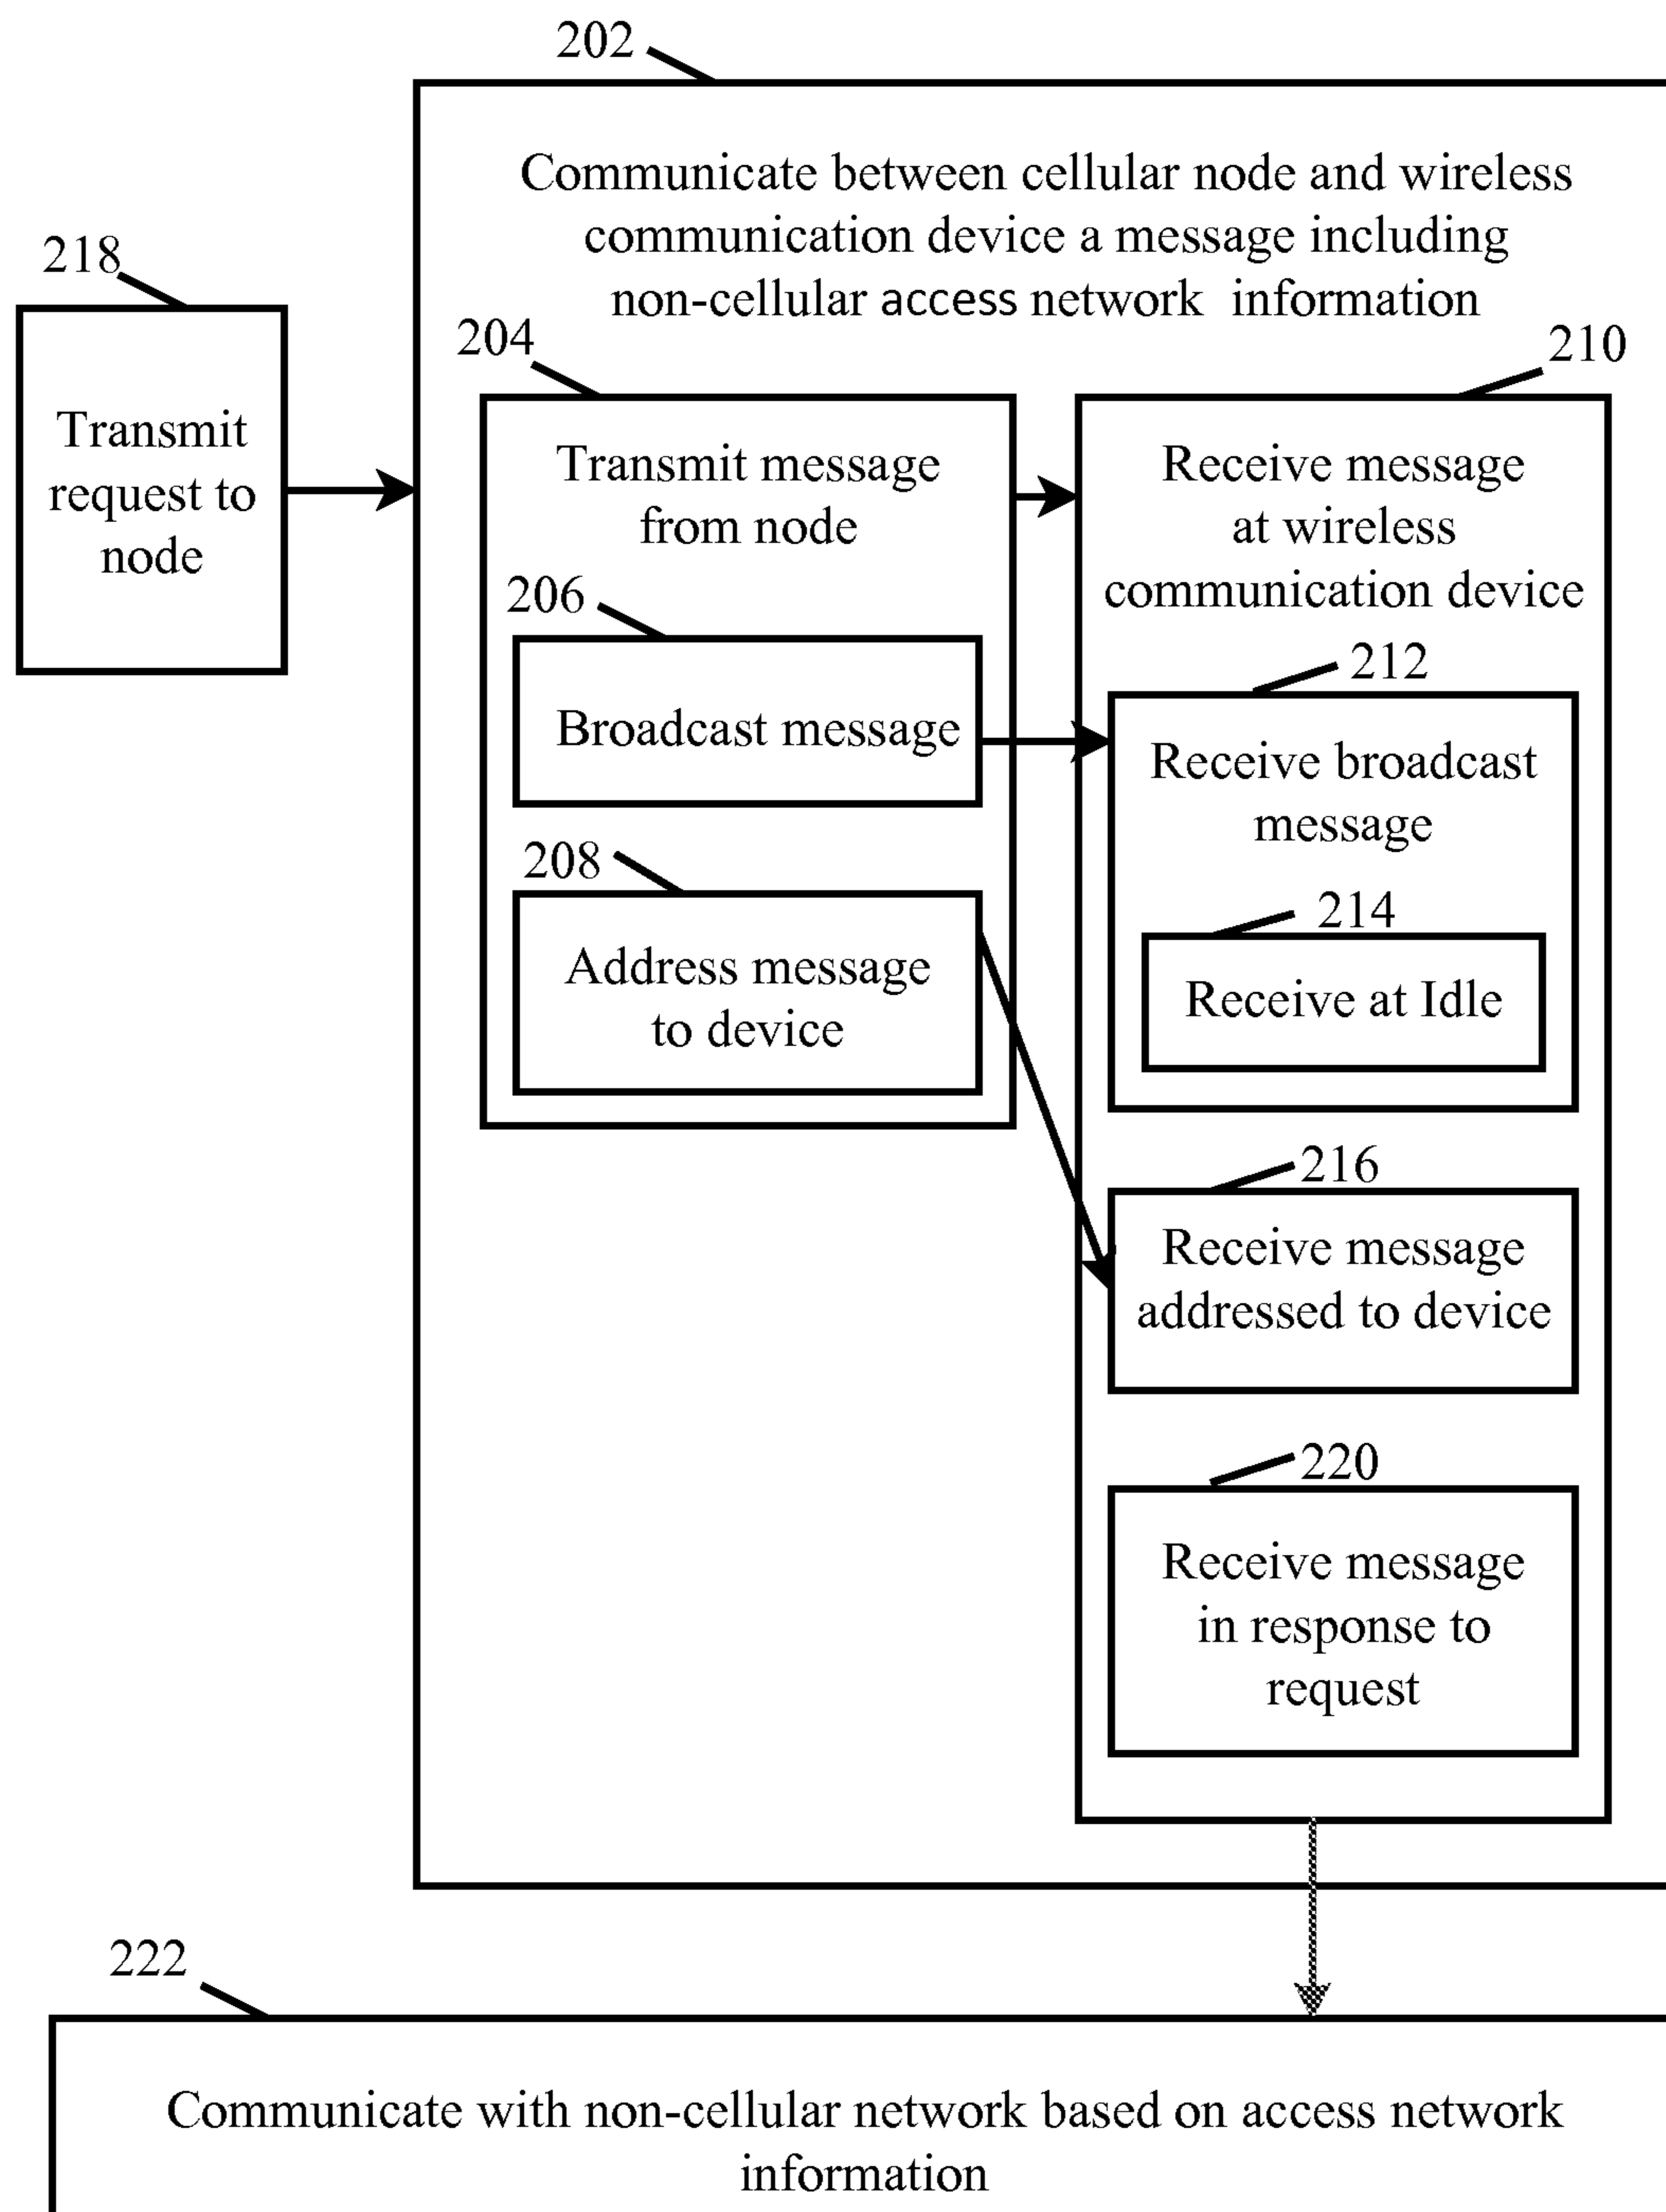 202
Communicate between cellular node and wireless
communication device a message including
non-cellular access network information
218
Transmit
request to
node
204
Transmit message
from node
206
Broadcast message
208
Address message
to device
210
Receive message
at wireless
communication device
212
Receive broadcast
message
214
Receive at Idle
216
Receive message
addressed to device
220
Receive message
in response to
request
222
Communicate with non-cellular network based on access network
information